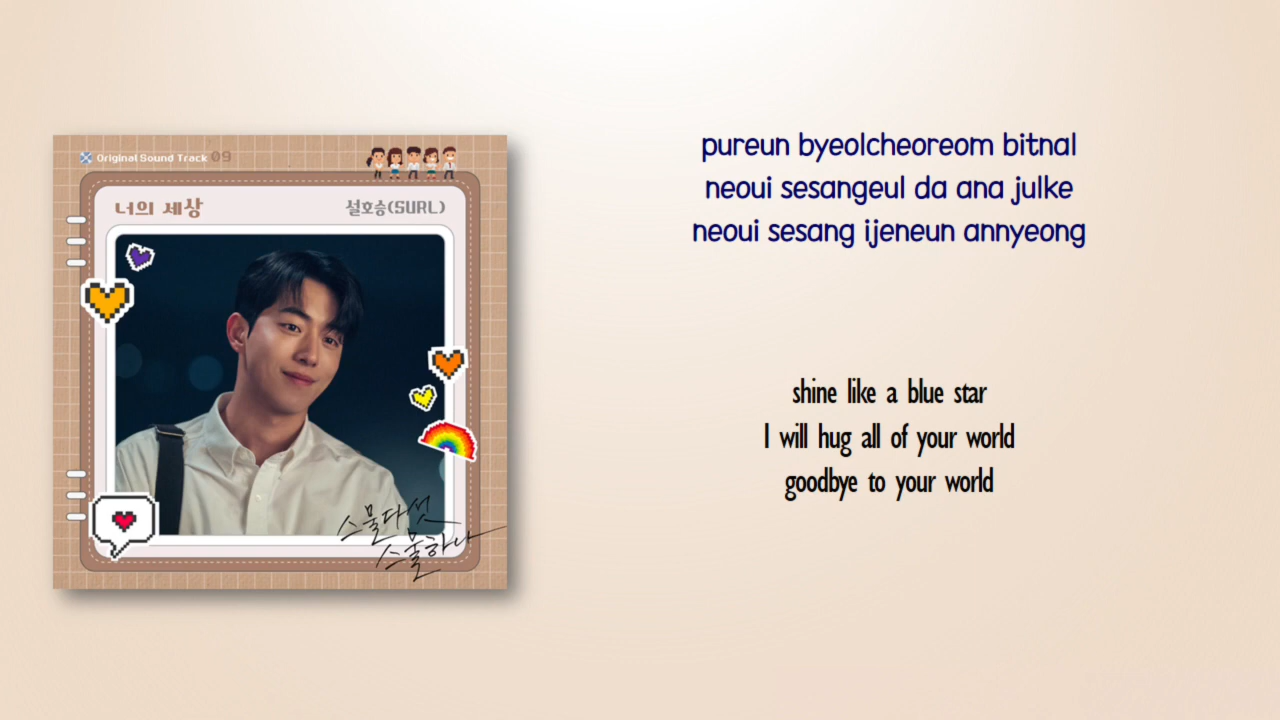 Original Sound Track 09
너의 세상
설호승(SURL)
스물다섯
스물하나
pureun byeolcheoreom bitnal
neoui sesangeul da ana julke
neoui sesang ijeneun annyeong
shine like a blue star
I will hug all of your world
goodbye to your world